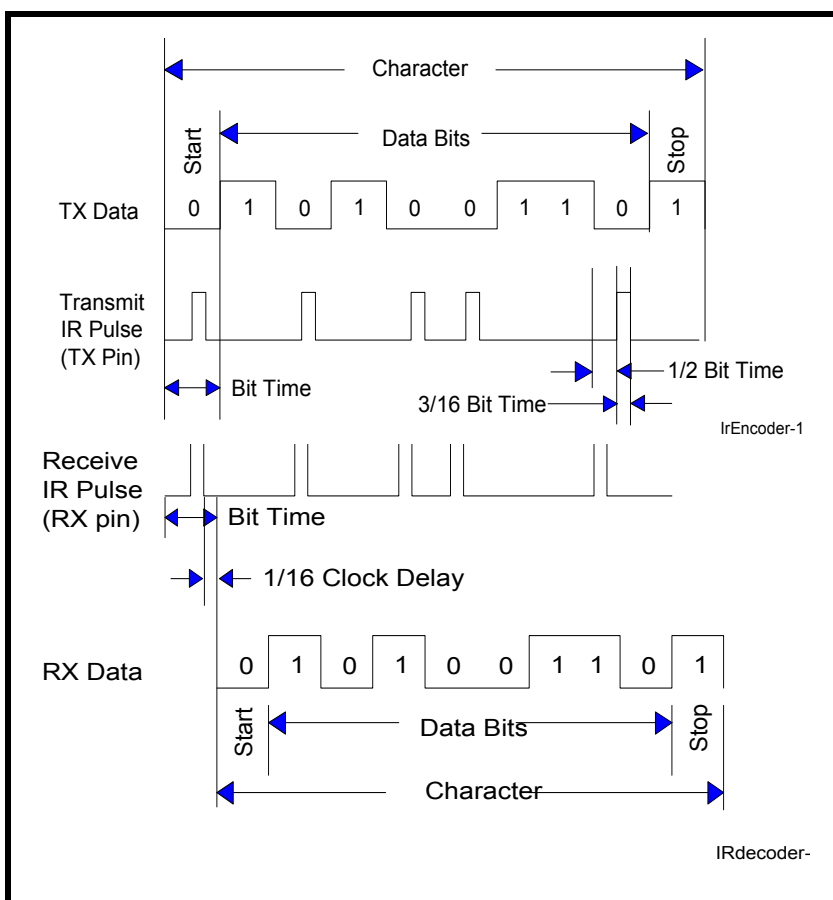 Character
Start
Data Bits
Stop
TX Data 0 1 0 1 0 0 1 1 0 1
Transmit
IR Pulse
(TX Pin)
Bit Time
1/2 Bit Time
3/16 Bit Time
IrEncoder-1
Receive
IR Pulse
(RX pin)
Bit Time
1/16 Clock Delay
RX Data 0 1 0 1 0 0 1 1 0 1
Start
Data Bits
Stop
Character
IRdecoder-